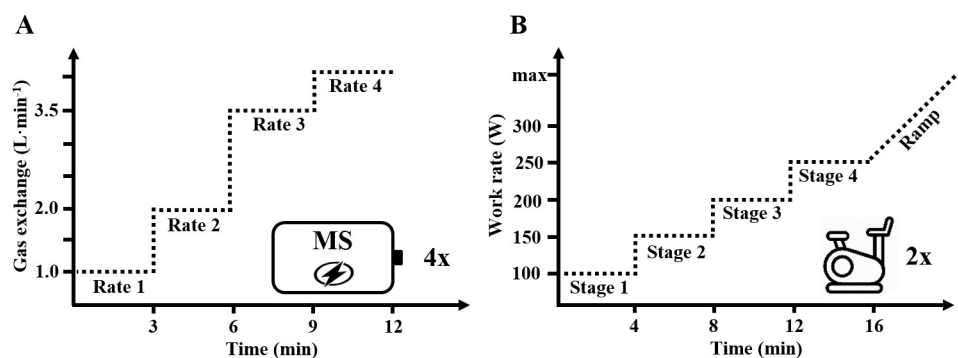 A
Gas exchange (L·min⁻¹)
3.5
2.0
1.0
Rate 1
Rate 2
Rate 3
Rate 4
MS
4x
3 6 9 12
Time (min)
B
Work rate (W)
max
300
250
200
150
100
Stage 1
Stage 2
Stage 3
Stage 4
Ramp
2x
4 8 12 16
Time (min)